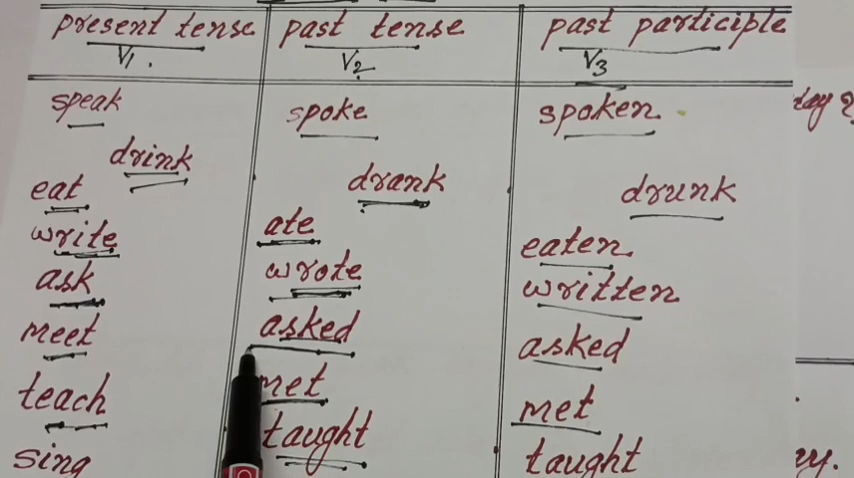 present tense past tense past participle
V1. V2 V3
speak spoke spoken
drink drank drunk
eat ate eaten
write wrote written
ask asked asked
meet met met
teach taught taught
sing